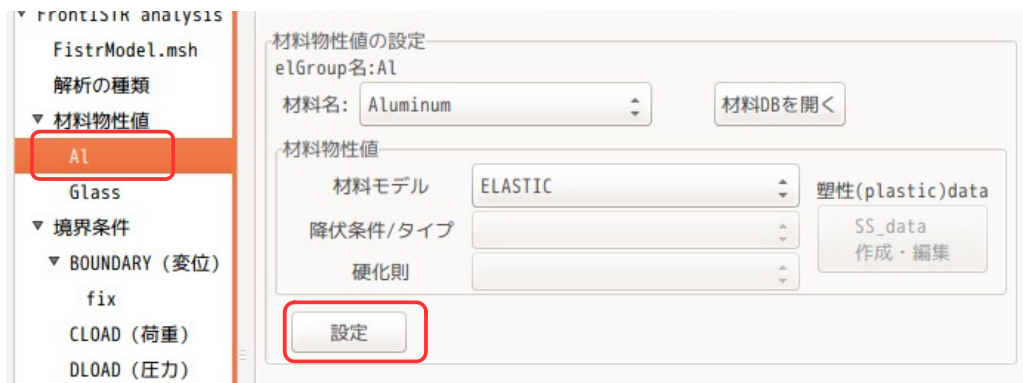 FrontISTR analysis
FistrModel.msh
解析の種類
材料物性値
Al
Glass
境界条件
BOUNDARY (変位)
fix
CLOAD (荷重)
DLOAD (圧力)
材料物性値の設定
elGroup名:Al
材料名: Aluminum 材料DBを開く
材料物性値
材料モデル ELASTIC 塑性(plastic)data
降伏条件/タイプ SS_data
作成・編集
硬化則
設定